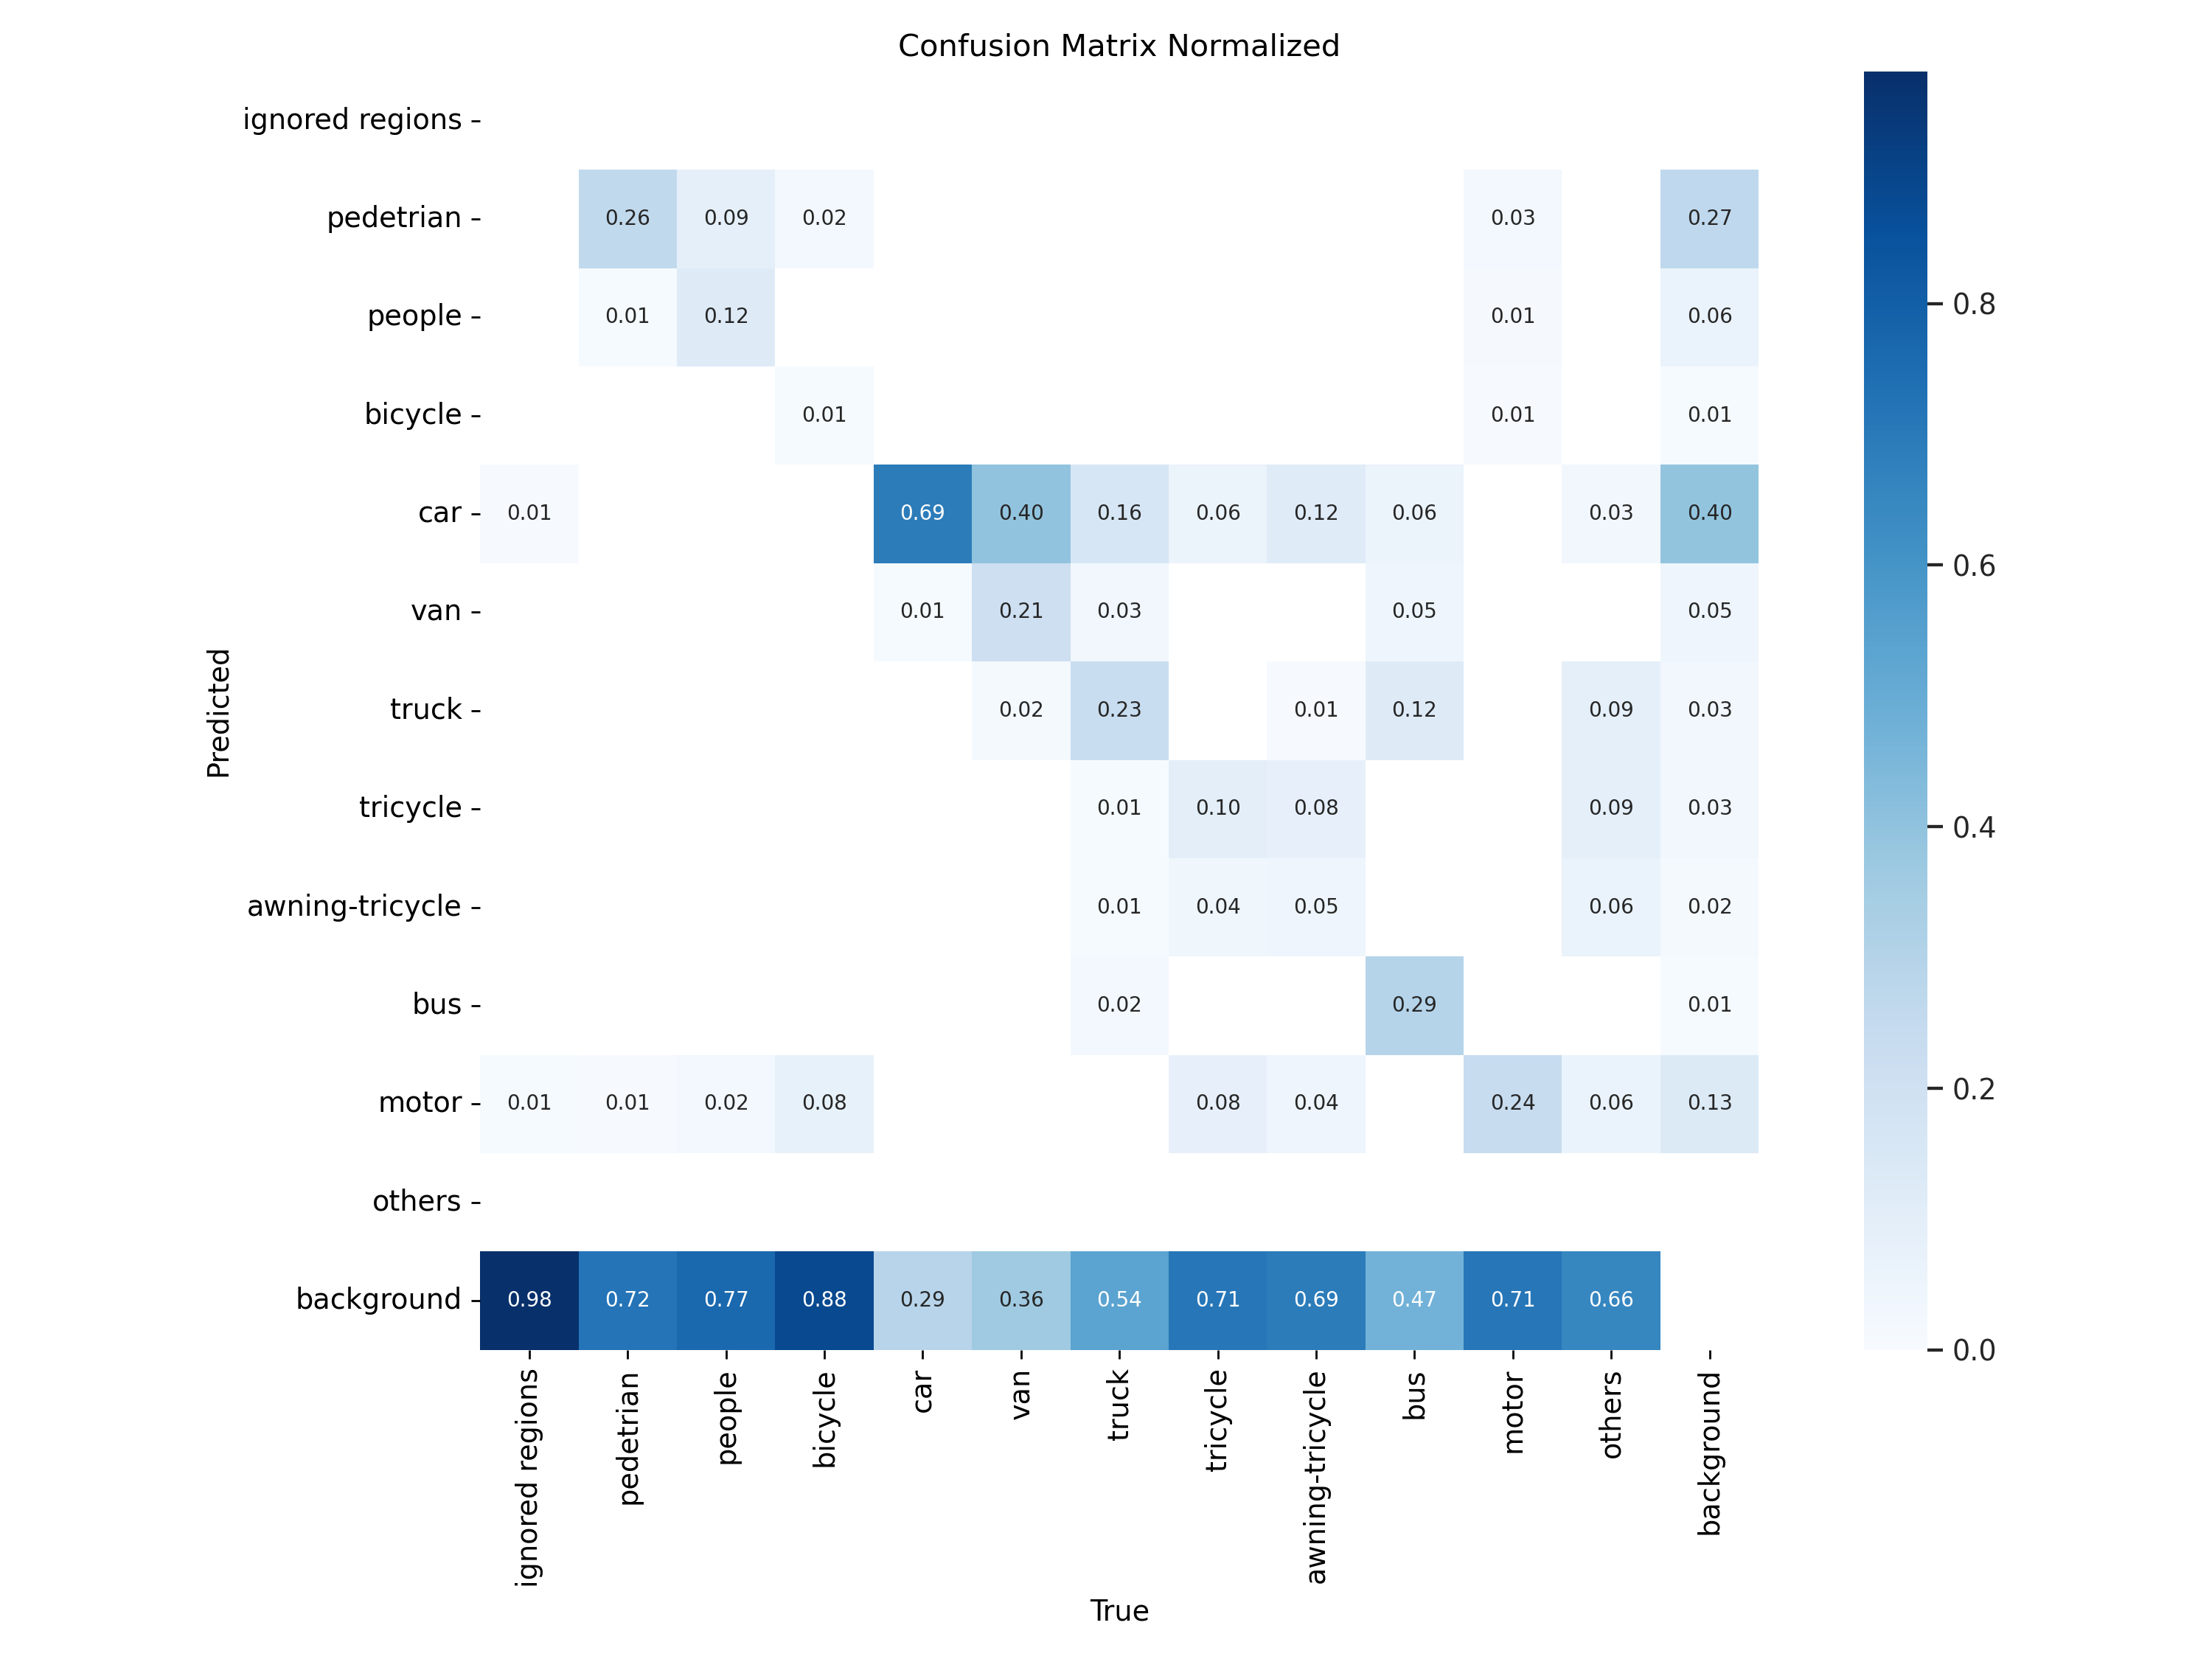 Confusion Matrix Normalized
ignored regions
pedetrian 0.26 0.09 0.02 0.03 0.27
people 0.01 0.12 0.01 0.06
bicycle 0.01 0.01 0.01
car 0.01 0.69 0.40 0.16 0.06 0.12 0.06 0.03 0.40
van 0.01 0.21 0.03 0.05 0.05
truck 0.02 0.23 0.01 0.12 0.09 0.03
tricycle 0.01 0.10 0.08 0.09 0.03
awning-tricycle 0.01 0.04 0.05 0.06 0.02
bus 0.02 0.29 0.01
motor 0.01 0.01 0.02 0.08 0.08 0.04 0.24 0.06 0.13
others
background 0.98 0.72 0.77 0.88 0.29 0.36 0.54 0.71 0.69 0.47 0.71 0.66
Predicted
ignored regions
pedetrian
people
bicycle
car
van
truck
tricycle
awning-tricycle
bus
motor
others
background
True
0.8
0.6
0.4
0.2
0.0